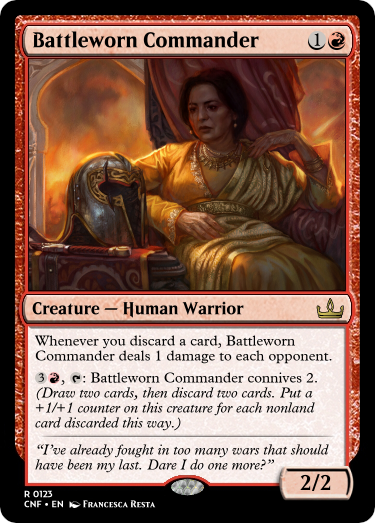 Battleworn Commander 1
Creature — Human Warrior
Whenever you discard a card, Battleworn
Commander deals 1 damage to each opponent.
3, : Battleworn Commander connives 2.
(Draw two cards, then discard two cards. Put a
+1/+1 counter on this creature for each nonland
card discarded this way.)
“I’ve already fought in too many wars that should
have been my last. Dare I do one more?”
2/2
R 0123
CNF • EN Francesca Resta